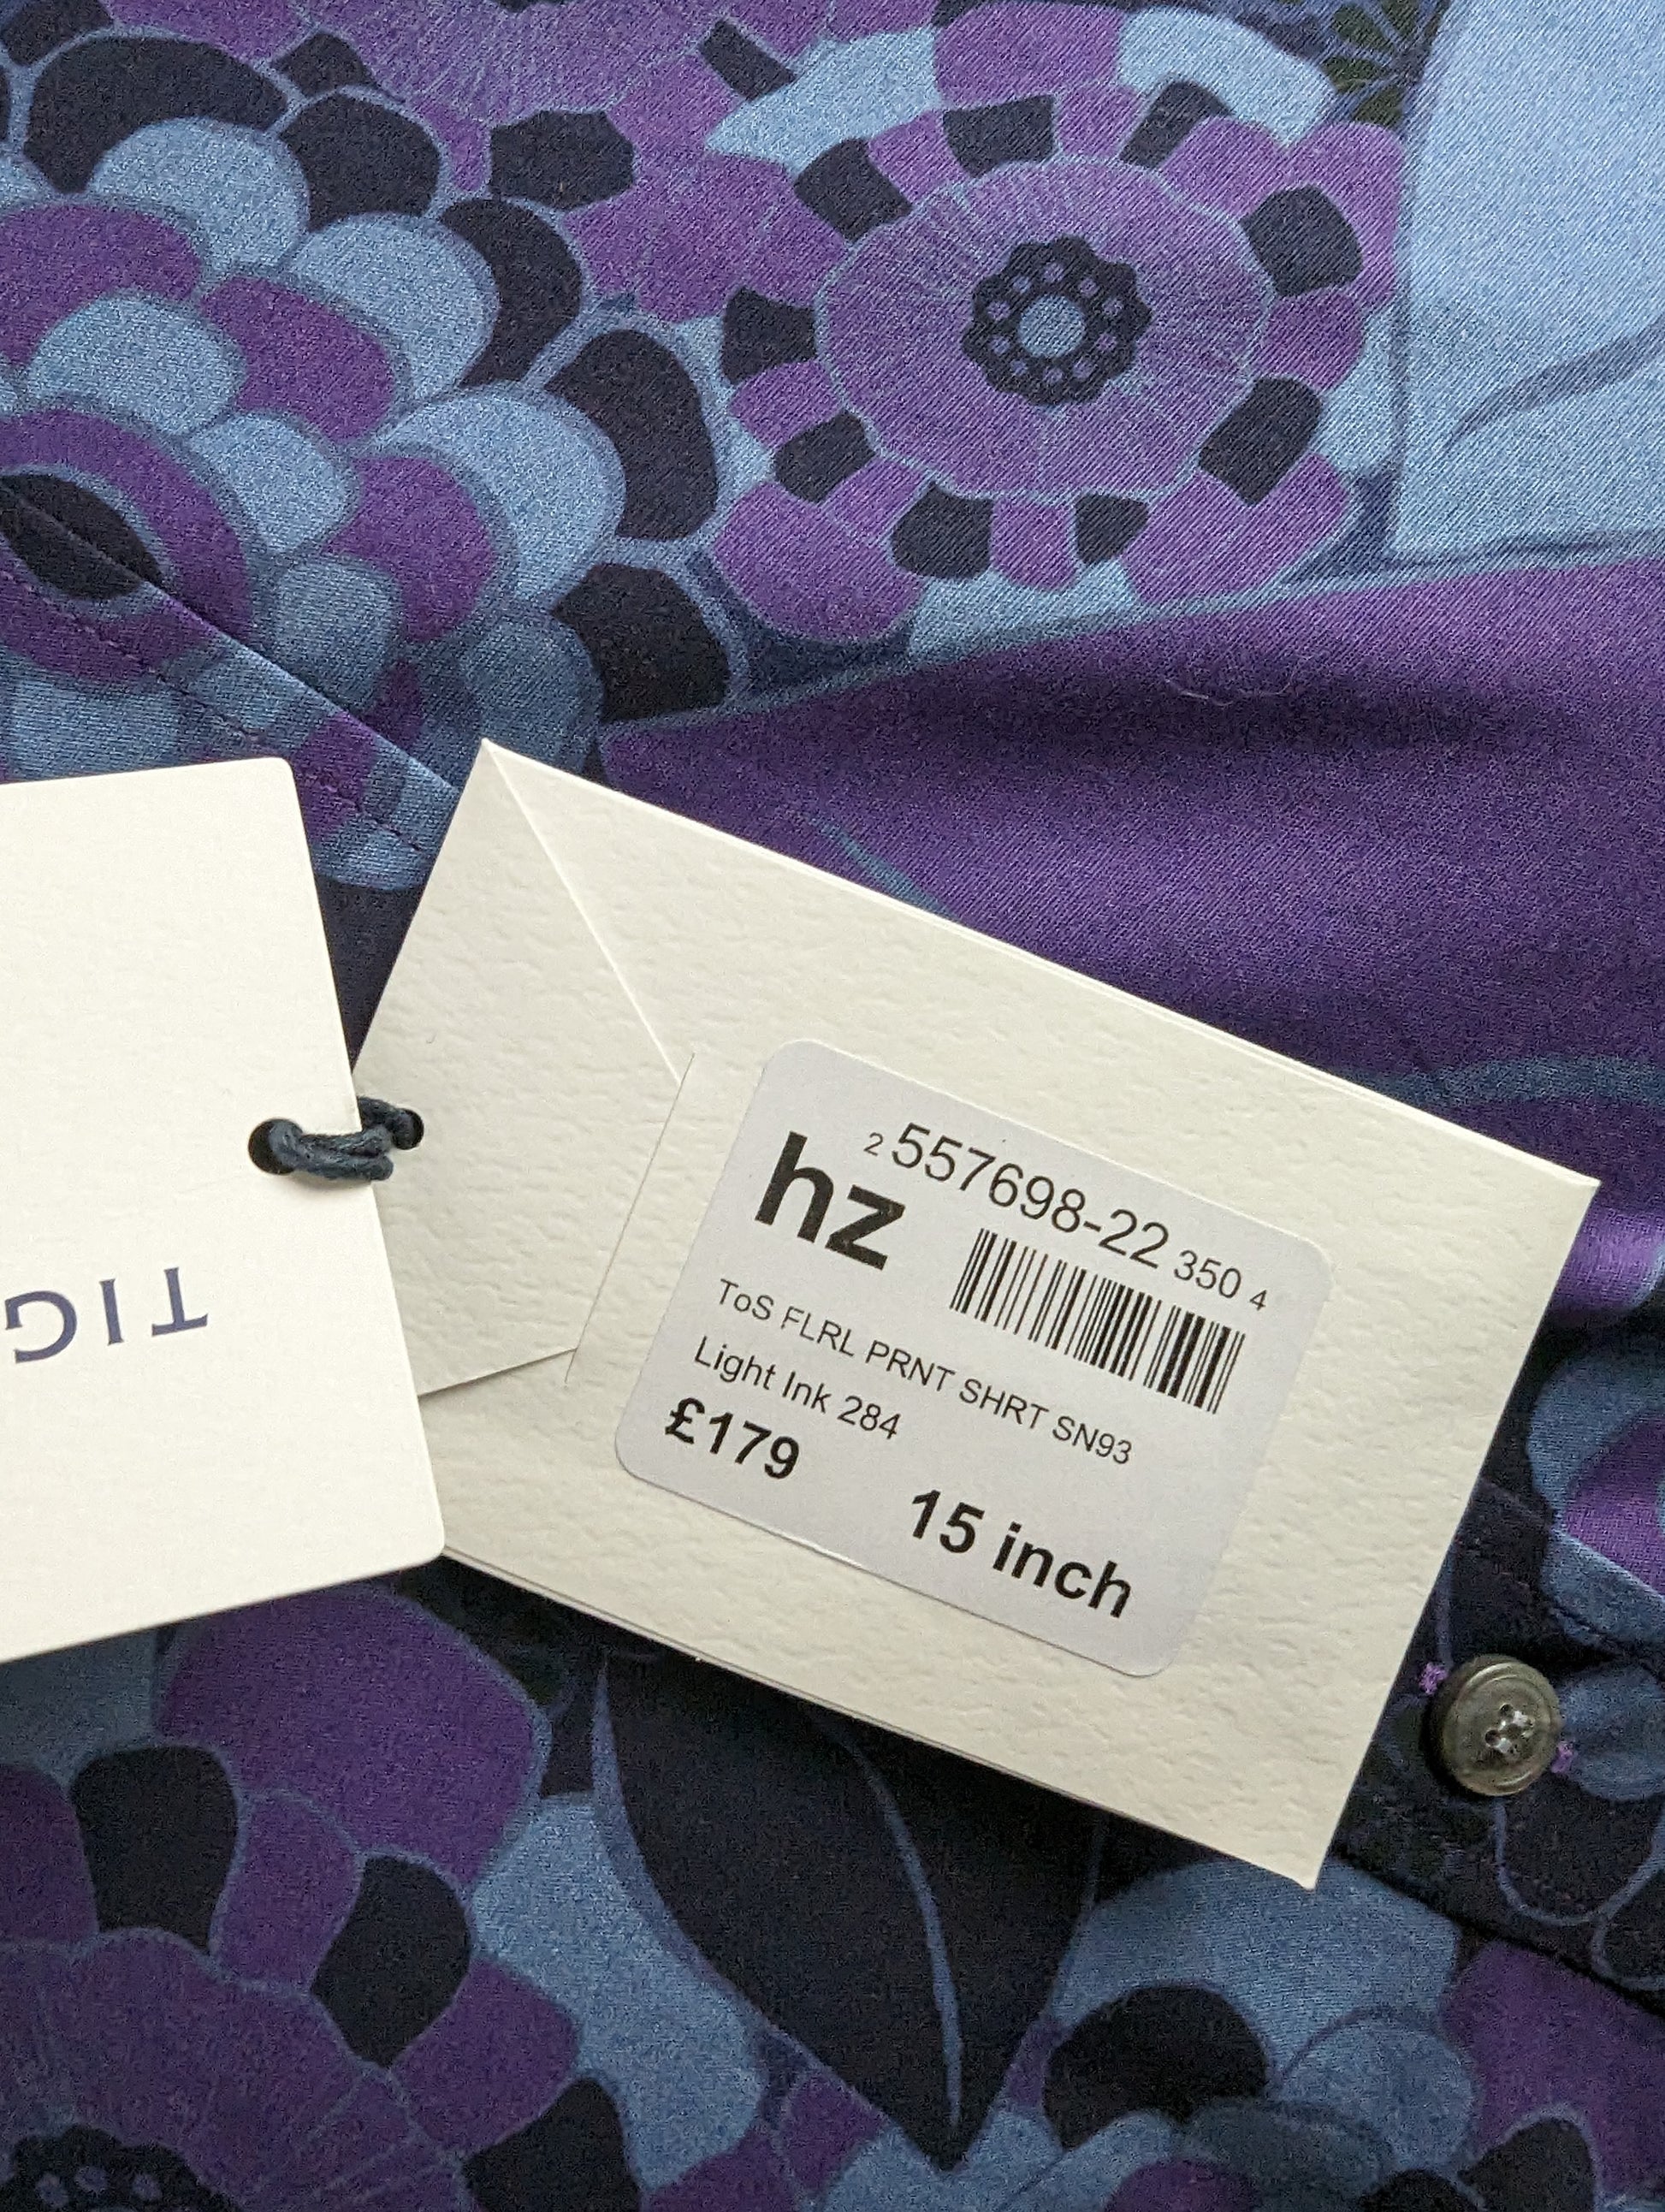 TIG
2 557698-22 350 4
hz
ToS FLRL PRNT SHRT SN93
Light Ink 284
£179
15 inch